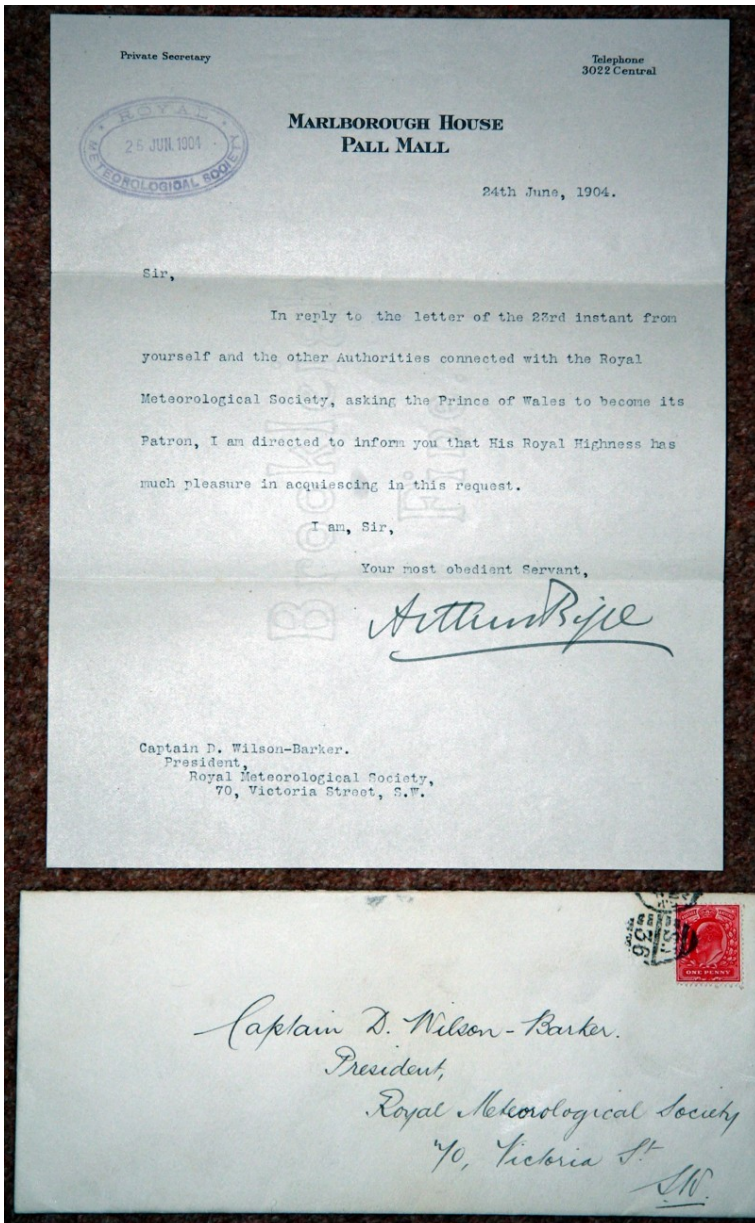 Private Secretary
Telephone
3022 Central
ROYAL
METEOROLOGICAL SOCIETY
JUN. 1904
MARLBOROUGH HOUSE
PALL MALL
24th June, 1904.
Sir,
In reply to the letter of the 23rd instant from
yourself and the other Authorities connected with the Royal
Meteorological Society, asking the Prince of Wales to become its
Patron, I am directed to inform you that His Royal Highness has
much pleasure in acquiescing in this request.
I am, Sir,
Your most obedient Servant,
Arthur Bigge
Captain D. Wilson-Barker.
President,
Royal Meteorological Society,
70, Victoria Street, S.W.
ONE PENNY
Captain D. Wilson-Barker.
President,
Royal Meteorological Society
70, Victoria St
S.W.